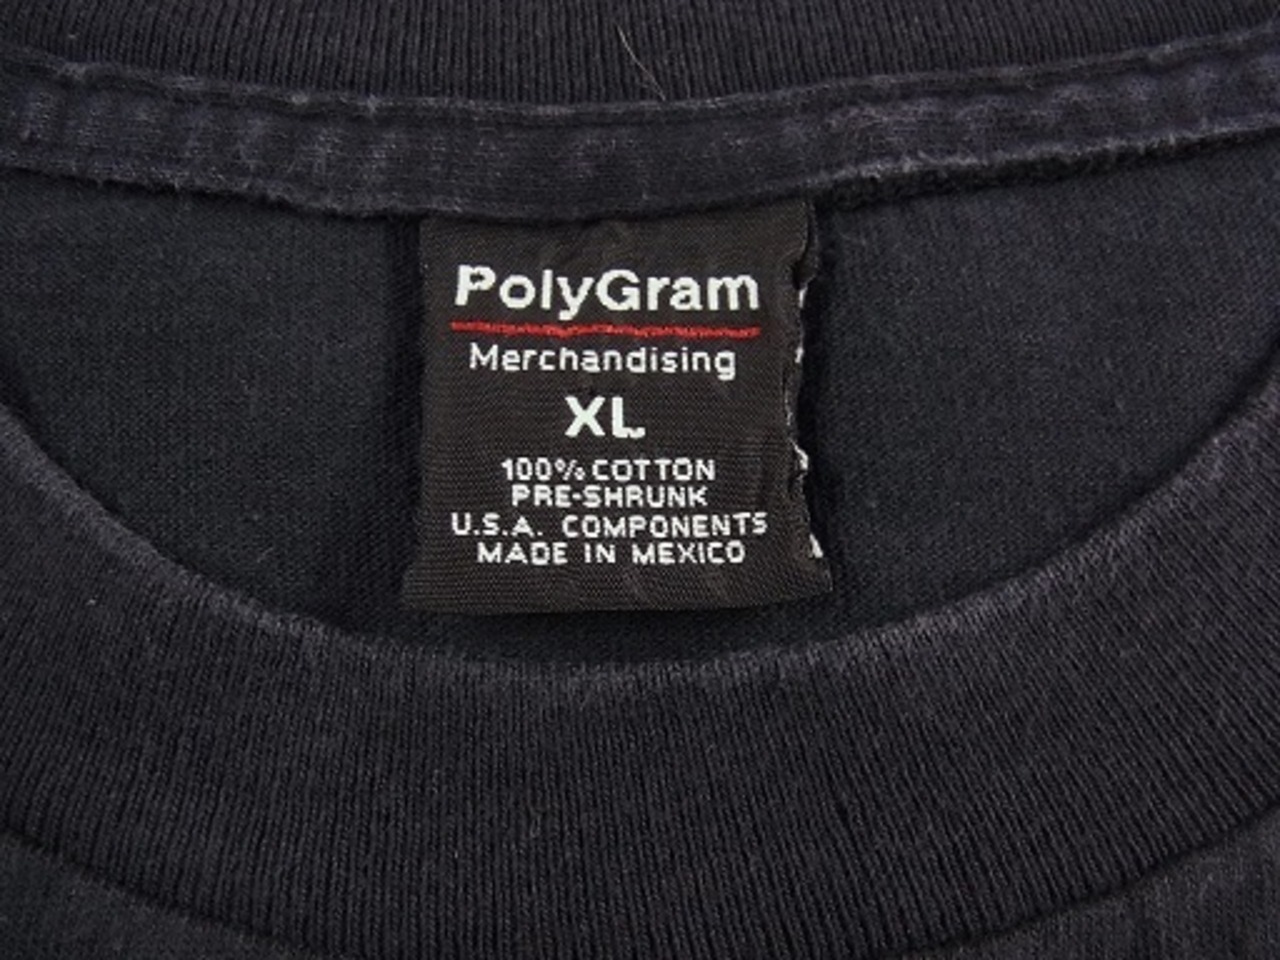 PolyGram
Merchandising
XL
100% COTTON
PRE-SHRUNK
U.S.A. COMPONENTS
MADE IN MEXICO